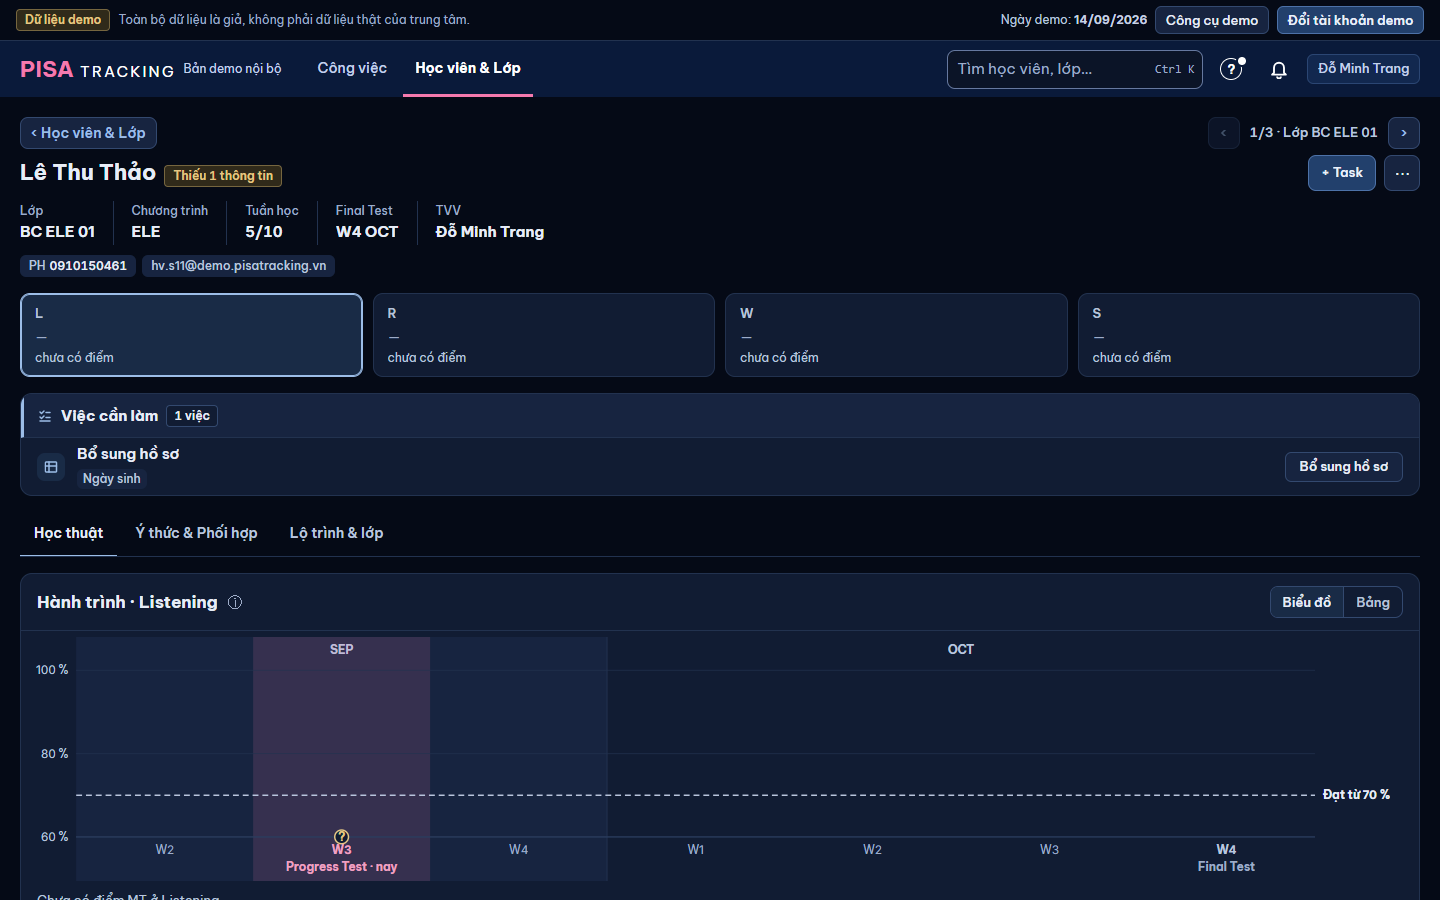 Dữ liệu demo Toàn bộ dữ liệu là giả, không phải dữ liệu thật của trung tâm. Ngày demo: 14/09/2026 Công cụ demo Đổi tài khoản demo
PISA TRACKING Bản demo nội bộ Công việc Học viên & Lớp Tìm học viên, lớp... Ctrl K ? Đỗ Minh Trang
‹ Học viên & Lớp ‹ 1/3 · Lớp BC ELE 01 ›
Lê Thu Thảo Thiếu 1 thông tin + Task ...
Lớp Chương trình Tuần học Final Test TVV
BC ELE 01 ELE 5/10 W4 OCT Đỗ Minh Trang
PH 0910150461 hv.s11@demo.pisatracking.vn
L R W S
— — — —
chưa có điểm chưa có điểm chưa có điểm chưa có điểm
Việc cần làm 1 việc
Bổ sung hồ sơ
Ngày sinh Bổ sung hồ sơ
Học thuật Ý thức & Phối hợp Lộ trình & lớp
Hành trình · Listening ⓘ Biểu đồ Bảng
SEP OCT
100 %
80 %
Đạt từ 70 %
60 % ?
W2 W3 W4 W1 W2 W3 W4
Progress Test · nay Final Test
Chưa có điểm MT ở Listening